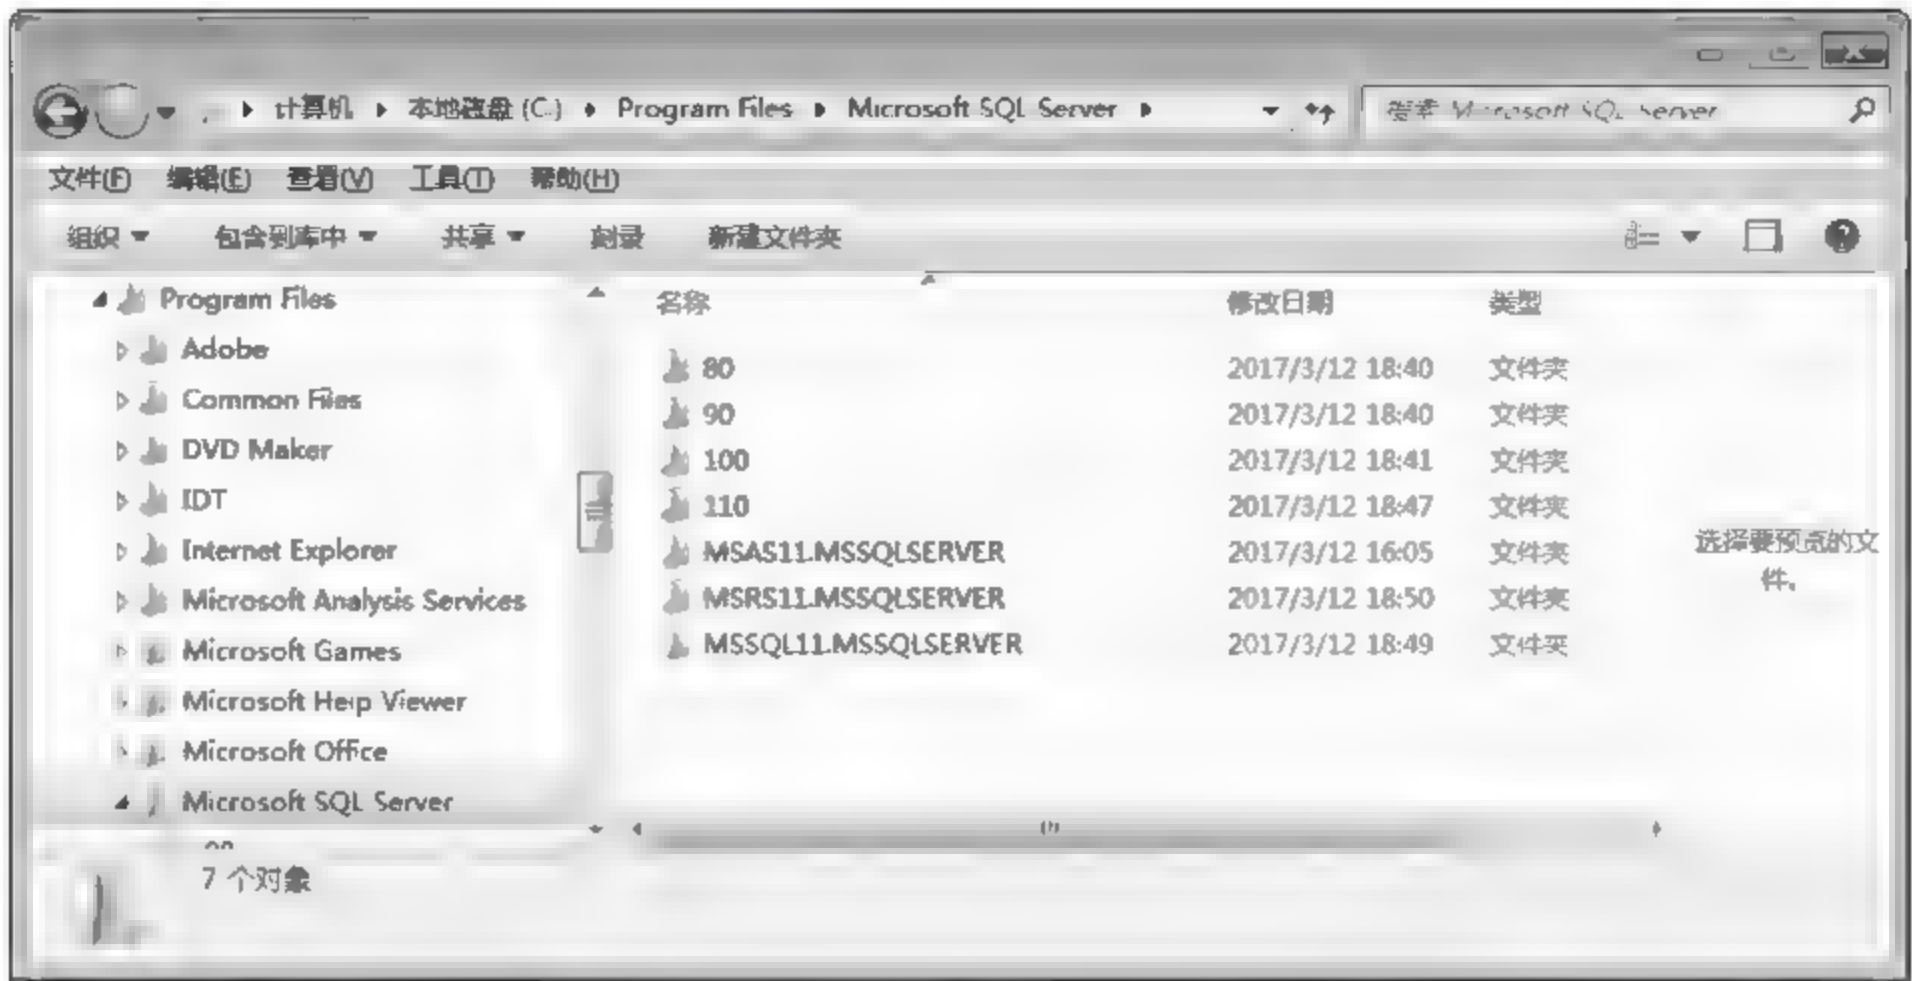 计算机 本地磁盘 (C:) Program Files Microsoft SQL Server 搜索 Microsoft SQL Server
文件(F) 编辑(E) 查看(V) 工具(T) 帮助(H)
组织 包含到库中 共享 刻录 新建文件夹
Program Files
Adobe
Common Files
DVD Maker
IDT
Internet Explorer
Microsoft Analysis Services
Microsoft Games
Microsoft Help Viewer
Microsoft Office
Microsoft SQL Server
名称 修改日期 类型
80 2017/3/12 18:40 文件夹
90 2017/3/12 18:40 文件夹
100 2017/3/12 18:41 文件夹
110 2017/3/12 18:47 文件夹
MSAS11.MSSQLSERVER 2017/3/12 16:05 文件夹
MSRS11.MSSQLSERVER 2017/3/12 18:50 文件夹
MSSQL11.MSSQLSERVER 2017/3/12 18:49 文件夹
选择要预览的文
件。
7 个对象